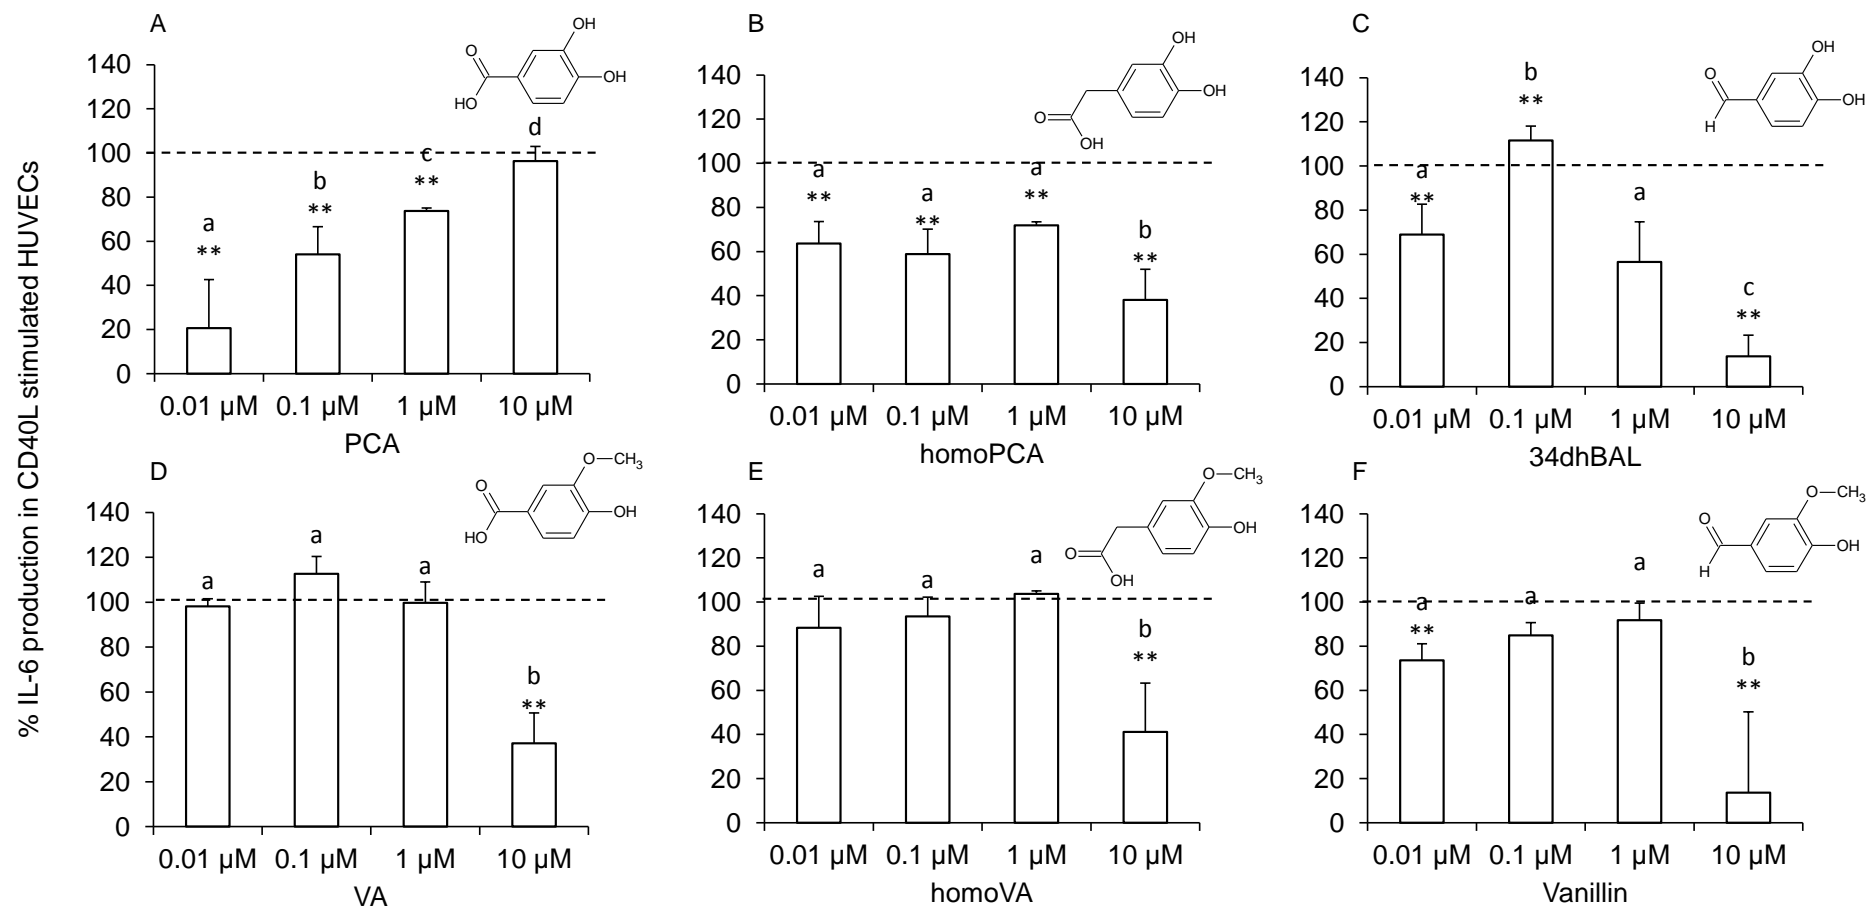 % IL-6 production in CD40L stimulated HUVECs
A
O
HO
OH
OH
140
120
100
80
60
40
20
0
a
**
b
**
c
**
d
0.01 µM 0.1 µM 1 µM 10 µM
PCA
B
OH
OH
O
OH
140
120
100
80
60
40
20
0
a
**
a
**
a
**
b
**
0.01 µM 0.1 µM 1 µM 10 µM
homoPCA
C
OH
OH
O
H
140
120
100
80
60
40
20
0
a
**
b
**
a
c
**
0.01 µM 0.1 µM 1 µM 10 µM
34dhBAL
D
O
HO
O—CH3
OH
140
120
100
80
60
40
20
0
a
a
a
b
**
0.01 µM 0.1 µM 1 µM 10 µM
VA
E
O—CH3
OH
O
OH
140
120
100
80
60
40
20
0
a
a
a
b
**
0.01 µM 0.1 µM 1 µM 10 µM
homoVA
F
O—CH3
OH
O
H
140
120
100
80
60
40
20
0
a
**
a
a
b
**
0.01 µM 0.1 µM 1 µM 10 µM
Vanillin